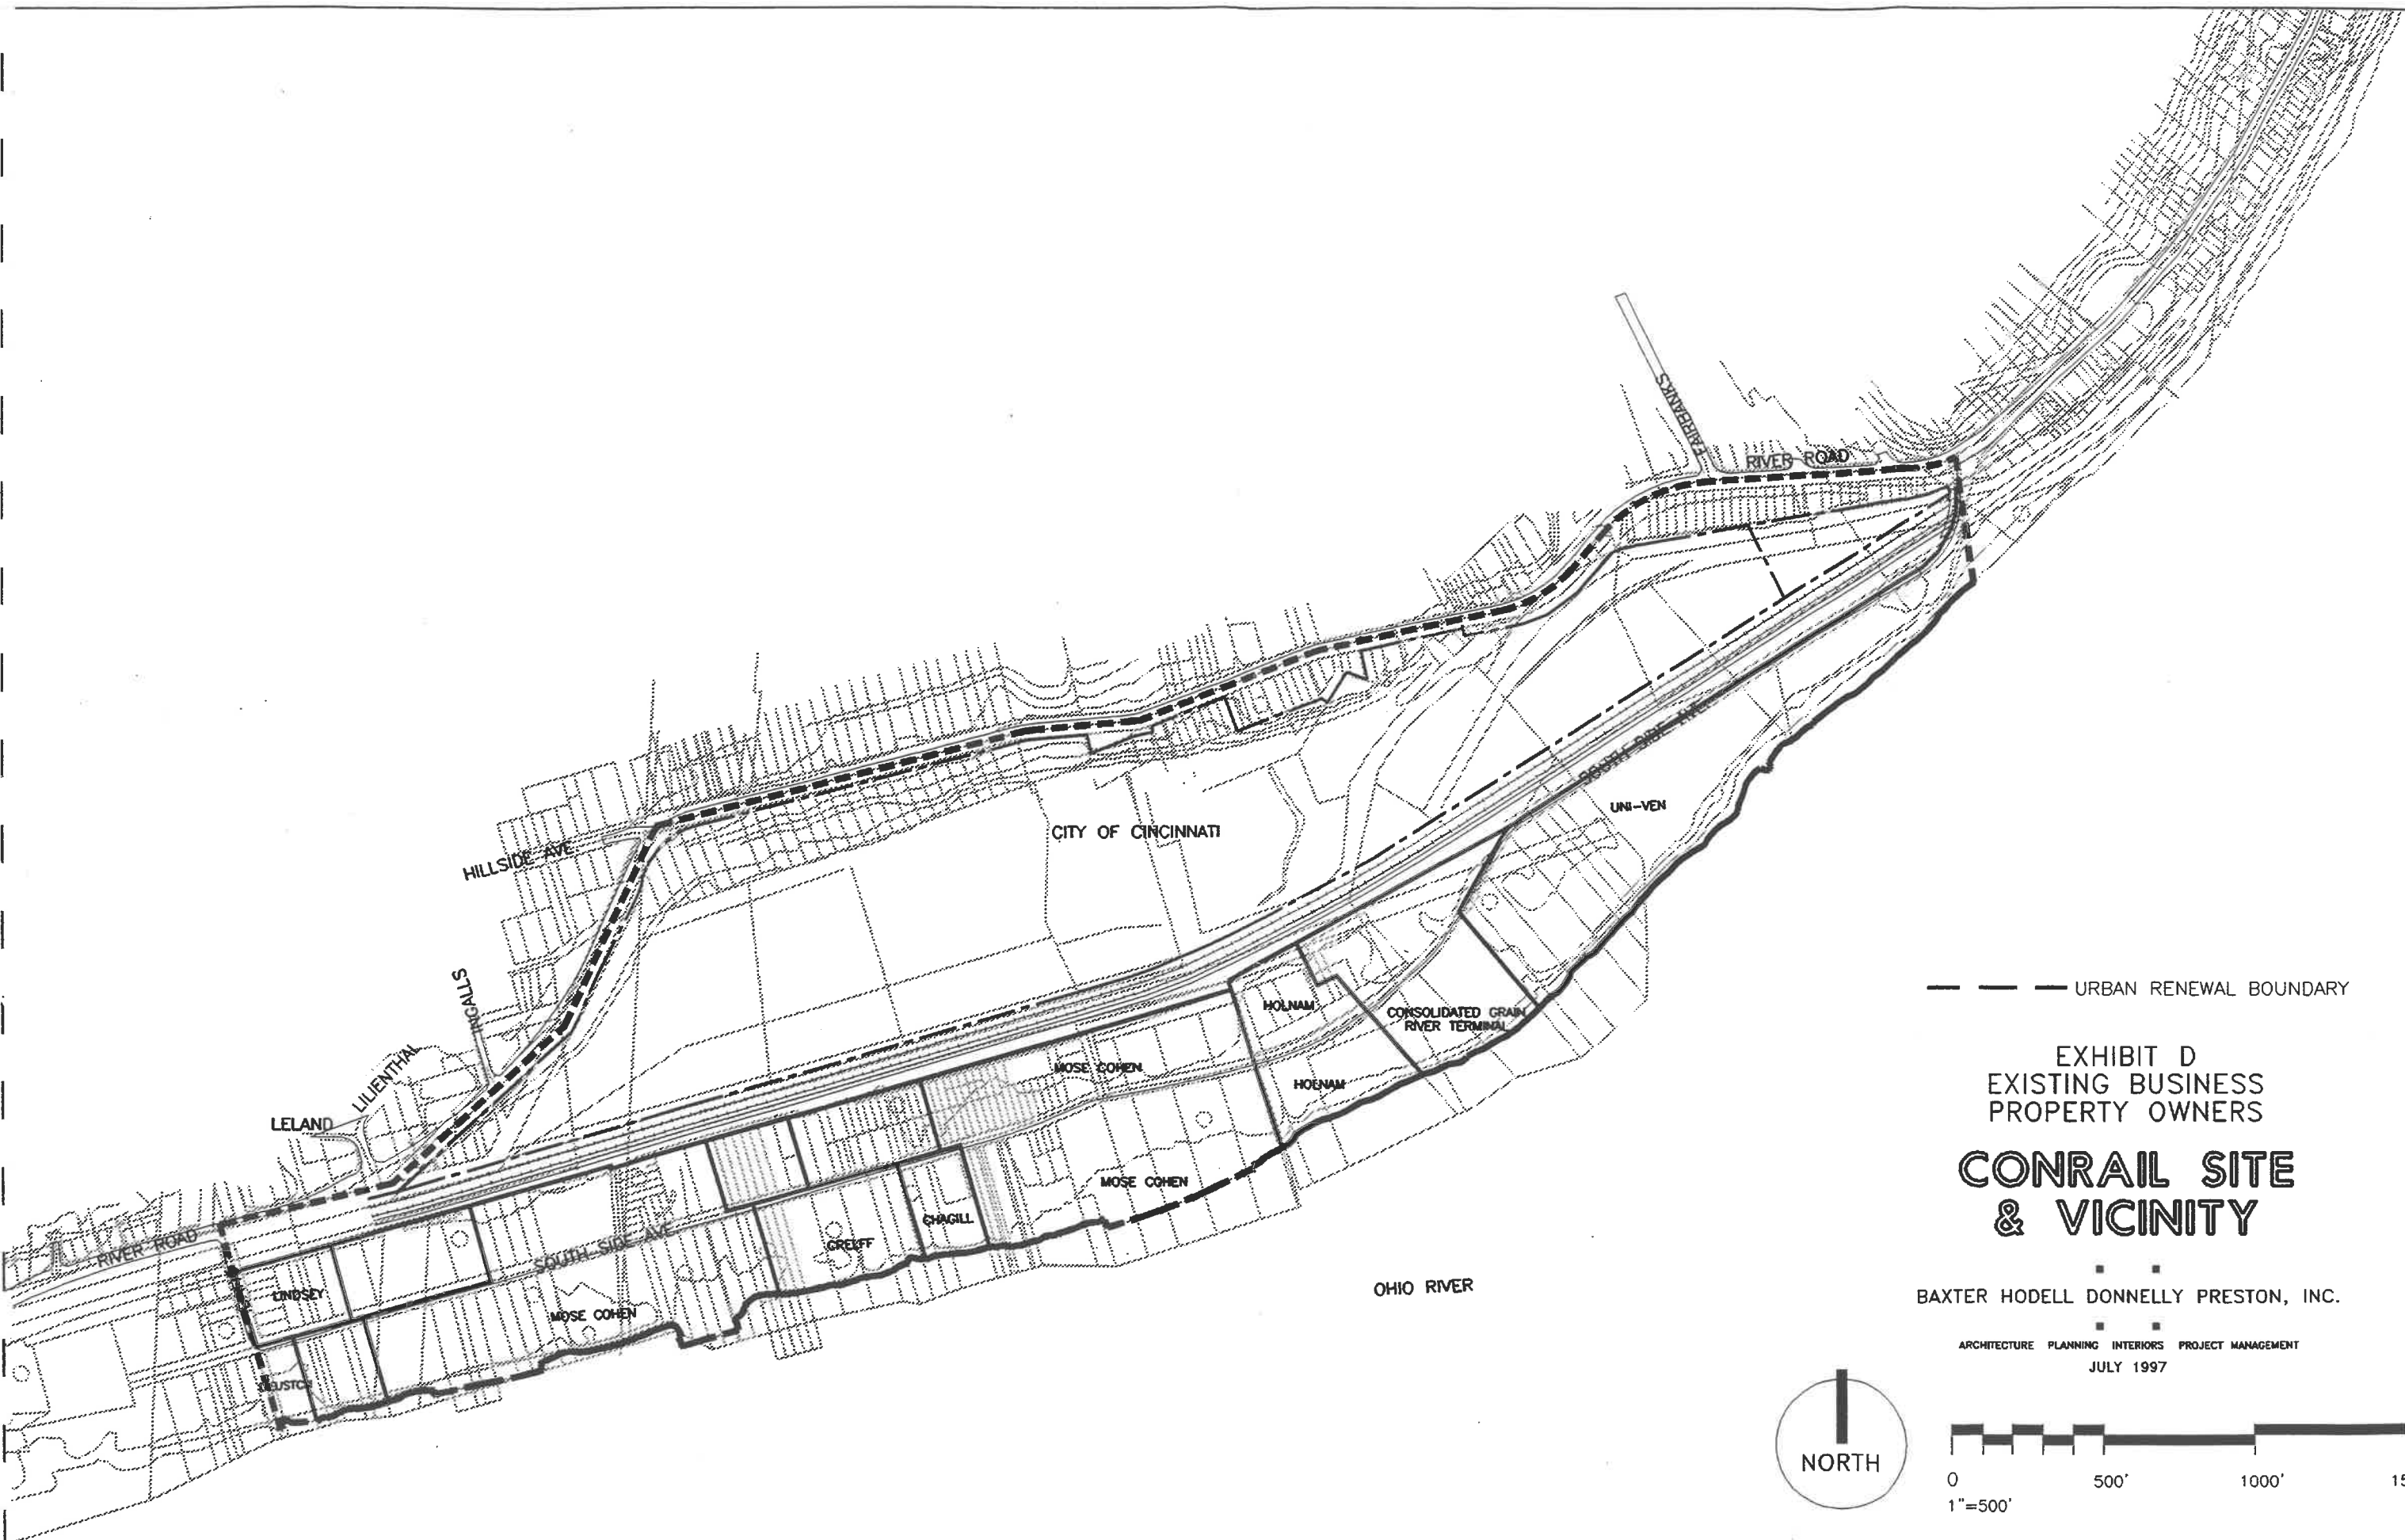 FAIRBANKS
RIVER ROAD
CITY OF CINCINNATI
HILLSIDE AVE
SOUTH SIDE AVE.
UNI-VEN
INGALLS
LILIENTHAL
LELAND
HOLNAM
CONSOLIDATED GRAIN
RIVER TERMINAL
MOSE COHEN
HOLNAM
MOSE COHEN
CHAGILL
GRELFF
RIVER ROAD
SOUTH SIDE AVE
LINDSEY
MOSE COHEN
OHIO RIVER
URBAN RENEWAL BOUNDARY
EXHIBIT D
EXISTING BUSINESS
PROPERTY OWNERS
CONRAIL SITE
& VICINITY
BAXTER HODELL DONNELLY PRESTON, INC.
ARCHITECTURE PLANNING INTERIORS PROJECT MANAGEMENT
JULY 1997
NORTH
0 500' 1000' 15
1"=500'